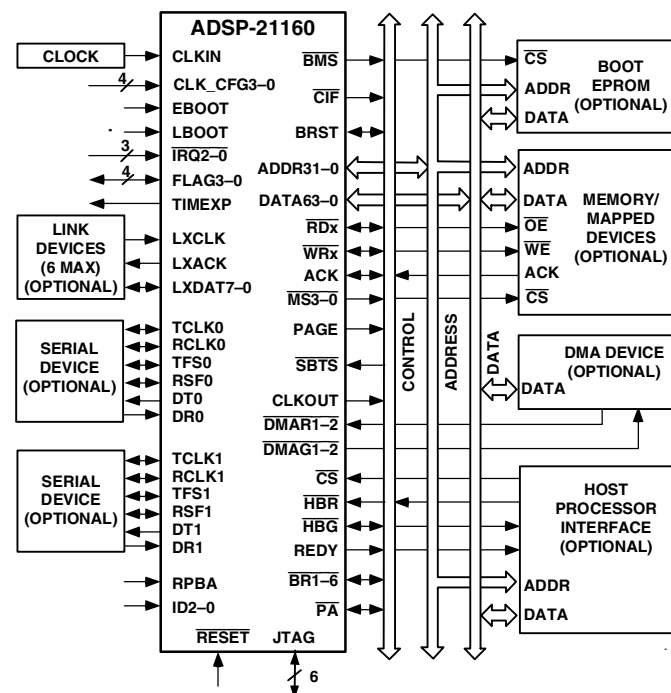 ADSP-21160
CLOCK
CLKIN
4
CLK_CFG3-0
EBOOT
LBOOT
3
IRQ2-0
4
FLAG3-0
TIMEXP
LINK
DEVICES
(6 MAX)
(OPTIONAL)
LXCLK
LXACK
LXDAT7-0
SERIAL
DEVICE
(OPTIONAL)
TCLK0
RCLK0
TFS0
RSF0
DT0
DR0
SERIAL
DEVICE
(OPTIONAL)
TCLK1
RCLK1
TFS1
RSF1
DT1
DR1
RPBA
ID2-0
RESET
JTAG
6
BMS
CIF
BRST
ADDR31-0
DATA63-0
RDx
WRx
ACK
MS3-0
PAGE
SBTS
CLKOUT
DMAR1-2
DMAG1-2
CS
HBR
HBG
REDY
BR1-6
PA
CONTROL
ADDRESS
DATA
CS
ADDR
DATA
BOOT
EPROM
(OPTIONAL)
ADDR
DATA
OE
WE
ACK
CS
MEMORY/
MAPPED
DEVICES
(OPTIONAL)
DMA DEVICE
(OPTIONAL)
DATA
HOST
PROCESSOR
INTERFACE
(OPTIONAL)
ADDR
DATA